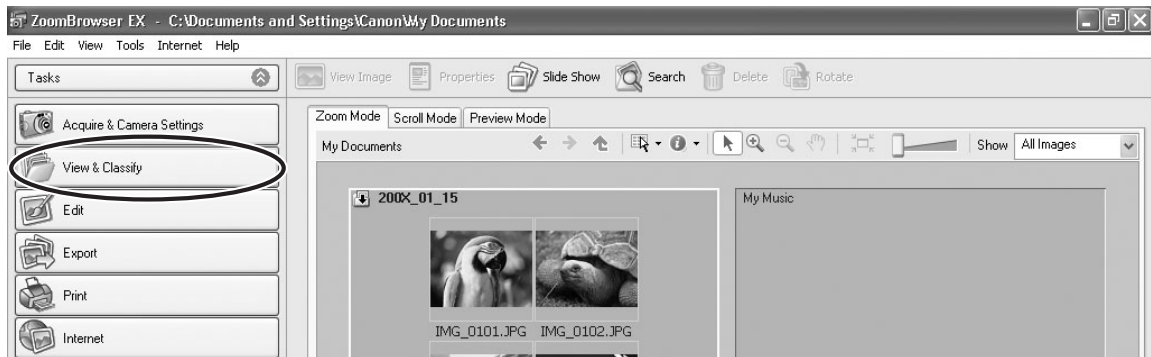 ZoomBrowser EX - C:\Documents and Settings\Canon\My Documents
File Edit View Tools Internet Help
Tasks
View Image Properties Slide Show Search Delete Rotate
Acquire & Camera Settings
View & Classify
Edit
Export
Print
Internet
Zoom Mode Scroll Mode Preview Mode
My Documents
Show All Images
200X_01_15
My Music
IMG_0101.JPG IMG_0102.JPG